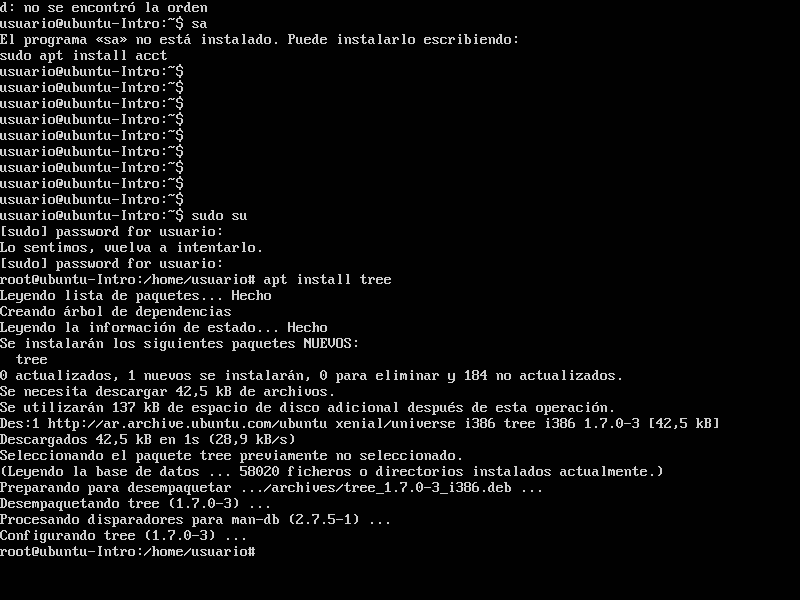 d: no se encontró la orden
usuario@ubuntu-Intro:~$ sa
El programa «sa» no está instalado. Puede instalarlo escribiendo:
sudo apt install acct
usuario@ubuntu-Intro:~$
usuario@ubuntu-Intro:~$
usuario@ubuntu-Intro:~$
usuario@ubuntu-Intro:~$
usuario@ubuntu-Intro:~$
usuario@ubuntu-Intro:~$
usuario@ubuntu-Intro:~$
usuario@ubuntu-Intro:~$
usuario@ubuntu-Intro:~$
usuario@ubuntu-Intro:~$ sudo su
[sudo] password for usuario:
Lo sentimos, vuelva a intentarlo.
[sudo] password for usuario:
root@ubuntu-Intro:/home/usuario# apt install tree
Leyendo lista de paquetes... Hecho
Creando árbol de dependencias
Leyendo la información de estado... Hecho
Se instalarán los siguientes paquetes NUEVOS:
  tree
0 actualizados, 1 nuevos se instalarán, 0 para eliminar y 184 no actualizados.
Se necesita descargar 42,5 kB de archivos.
Se utilizarán 137 kB de espacio de disco adicional después de esta operación.
Des:1 http://ar.archive.ubuntu.com/ubuntu xenial/universe i386 tree i386 1.7.0-3 [42,5 kB]
Descargados 42,5 kB en 1s (28,9 kB/s)
Seleccionando el paquete tree previamente no seleccionado.
(Leyendo la base de datos ... 58020 ficheros o directorios instalados actualmente.)
Preparando para desempaquetar .../archives/tree_1.7.0-3_i386.deb ...
Desempaquetando tree (1.7.0-3) ...
Procesando disparadores para man-db (2.7.5-1) ...
Configurando tree (1.7.0-3) ...
root@ubuntu-Intro:/home/usuario#